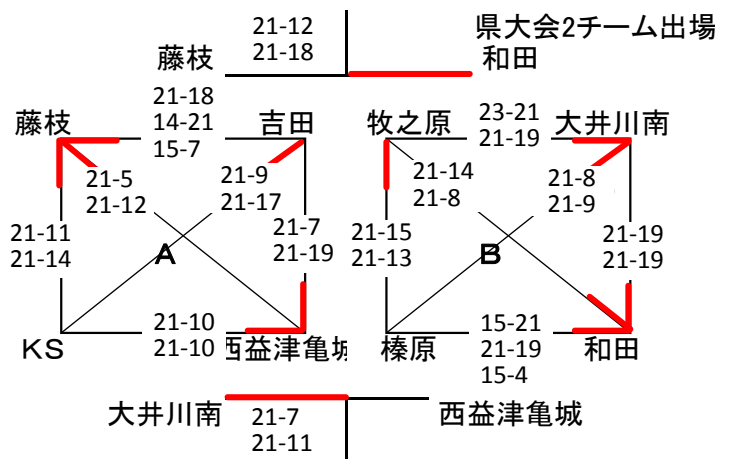 21-12
21-18
県大会2チーム出場
藤枝
和田
藤枝
21-18
14-21
15-7
吉田
牧之原
23-21
21-19
大井川南
21-5
21-12
21-9
21-17
21-14
21-8
21-8
21-9
21-11
21-14
A
21-7
21-19
21-15
21-13
B
21-19
21-19
KS
21-10
21-10
西益津亀城
榛原
15-21
21-19
15-4
和田
大井川南
21-7
21-11
西益津亀城